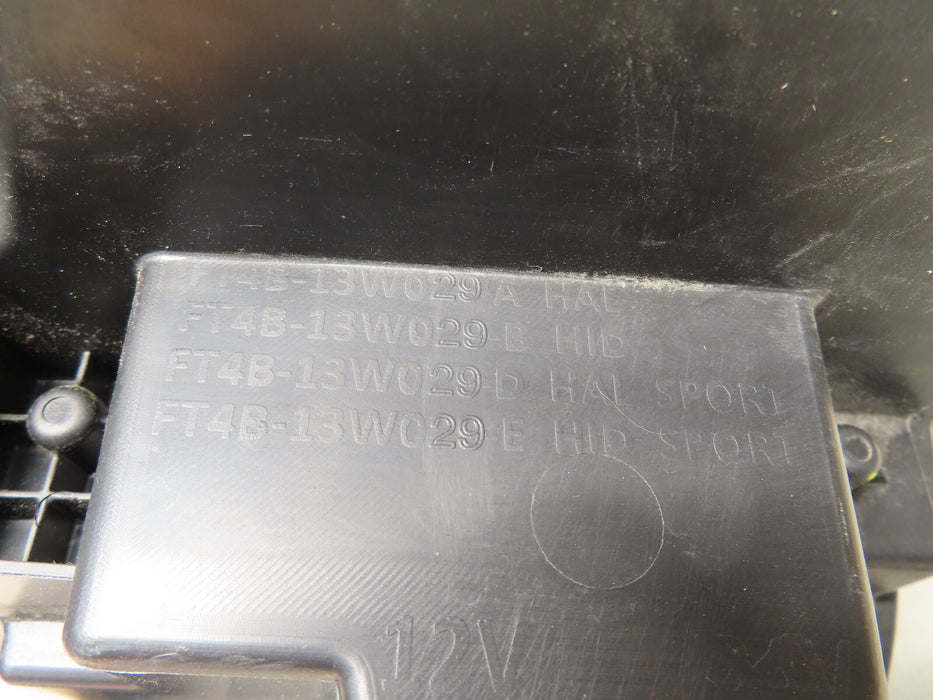 FT4B-13W029 A HAL
FT4B-13W029-B HID
FT4B-13W029 D HAL SPORT
FT4B-13W029-E HID SPORT
12V